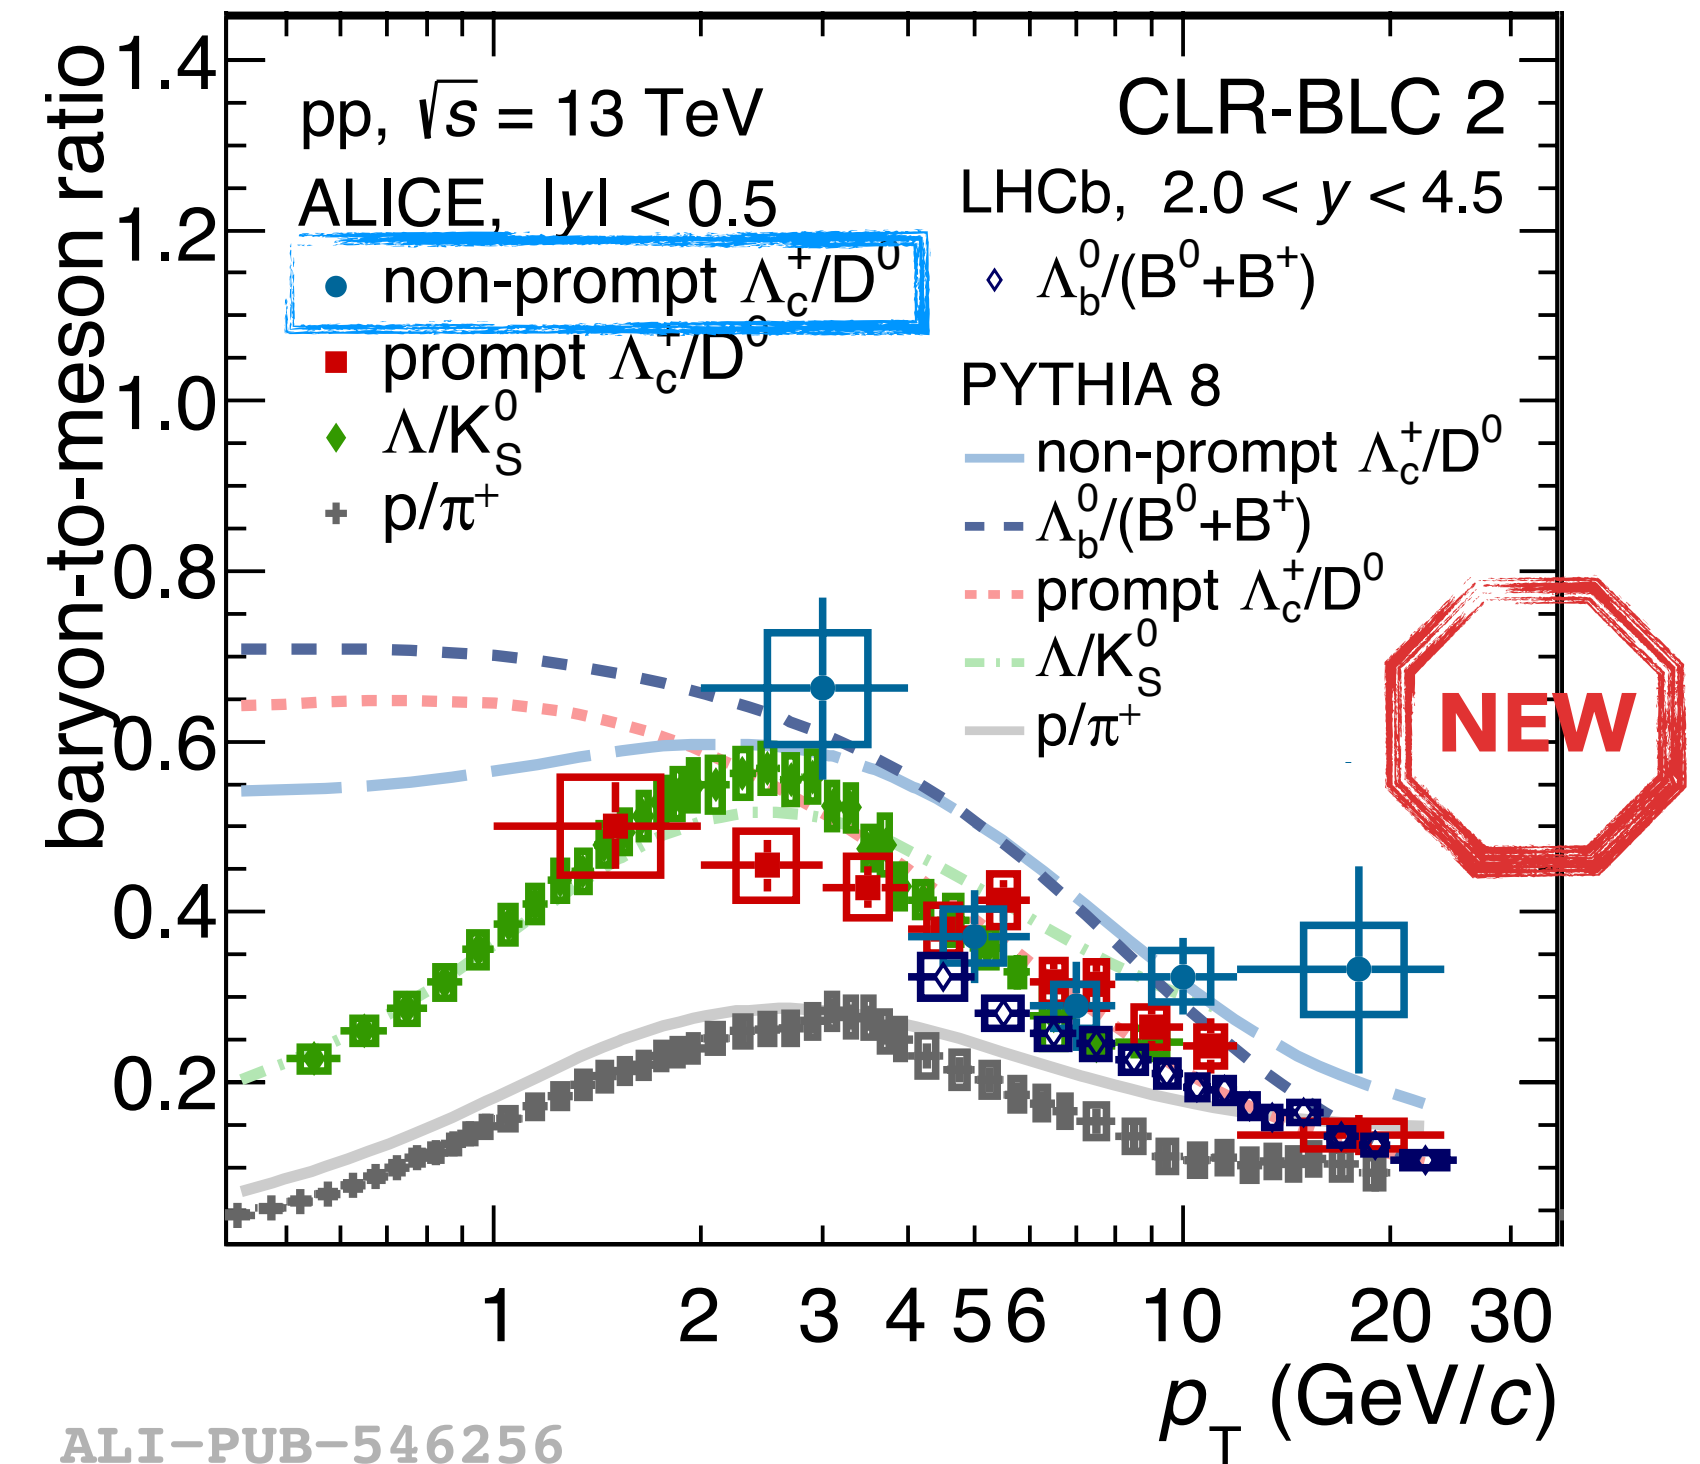 baryon-to-meson ratio
1.4
1.2
1.0
0.8
0.6
0.4
0.2
pp, √s = 13 TeV
ALICE, |y| < 0.5
non-prompt Λc+/D0
prompt Λc+/D0
Λ/KS0
p/π+
CLR-BLC 2
LHCb, 2.0 < y < 4.5
Λb0/(B0+B+)
PYTHIA 8
non-prompt Λc+/D0
Λb0/(B0+B+)
prompt Λc+/D0
Λ/KS0
p/π+
NEW
1 2 3 4 5 6 10 20 30
pT (GeV/c)
ALI-PUB-546256